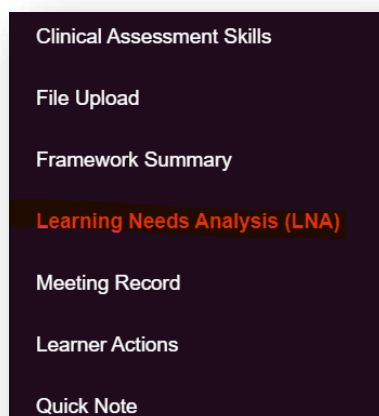 Clinical Assessment Skills
File Upload
Framework Summary
Learning Needs Analysis (LNA)
Meeting Record
Learner Actions
Quick Note